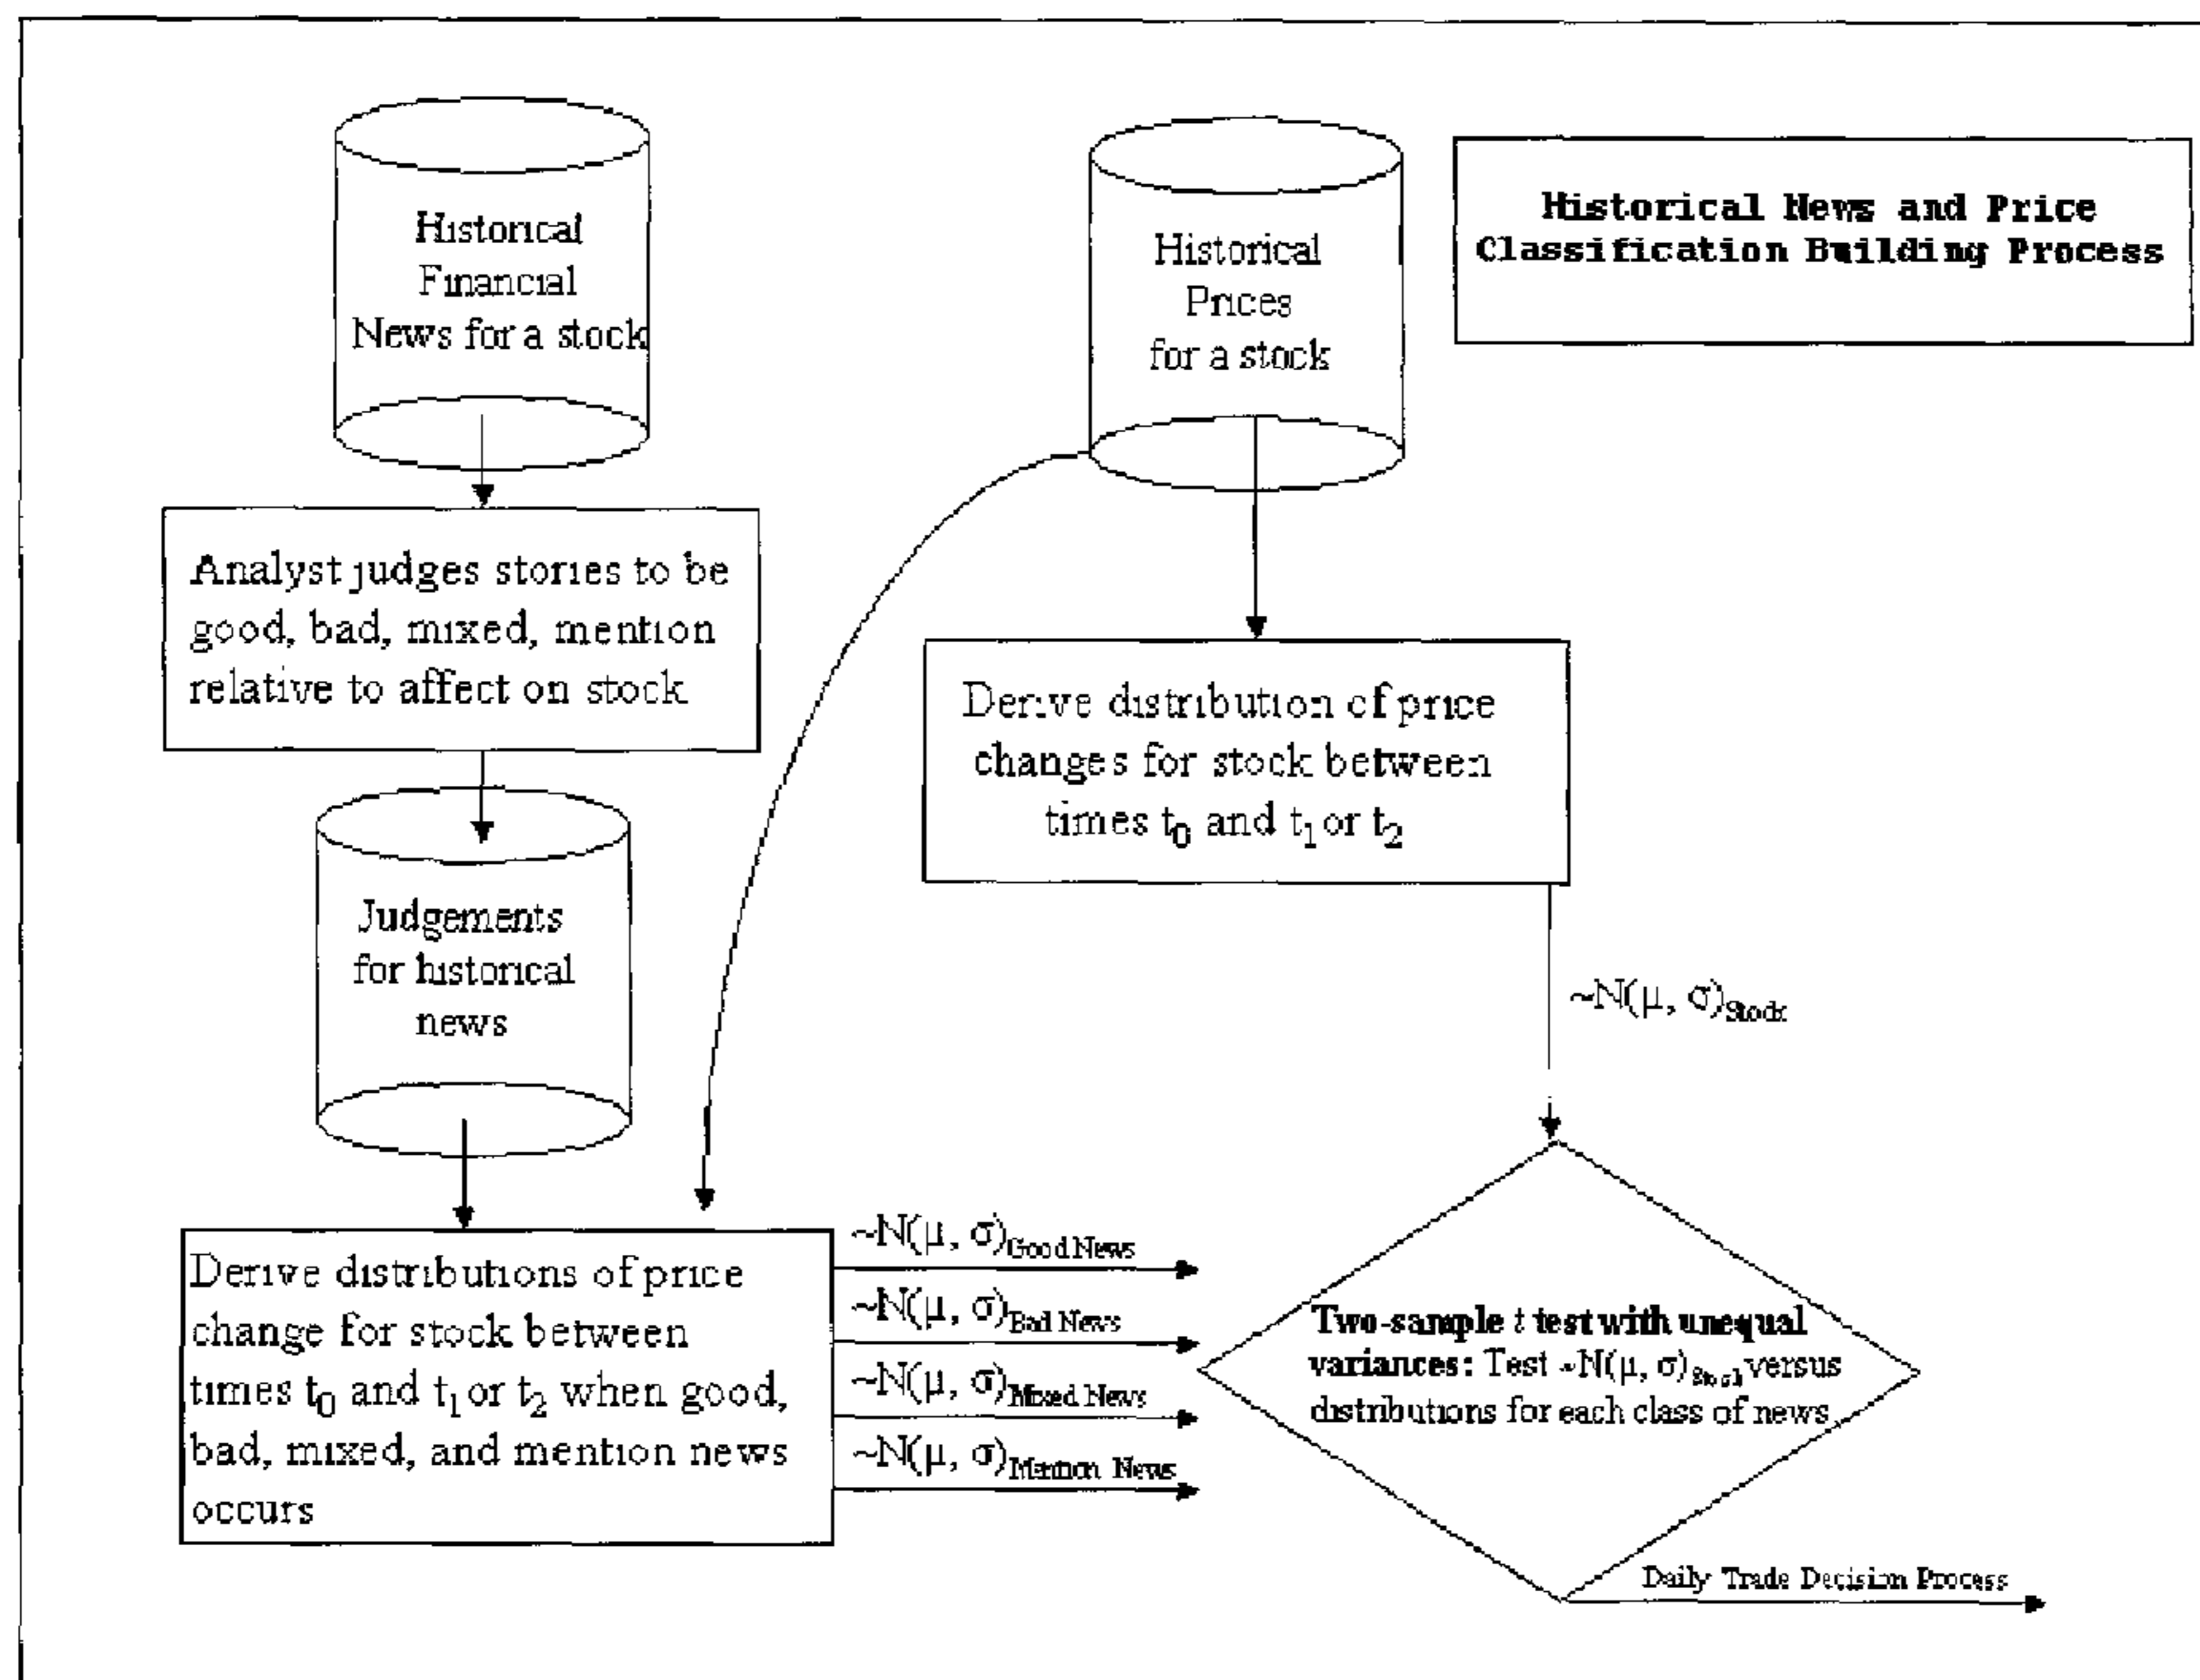 Historical
Financial
News for a stock
Historical
Prices
for a stock
Historical News and Price
Classification Building Process
Analyst judges stories to be
good, bad, mixed, mention
relative to affect on stock
Derive distribution of price
changes for stock between
times t₀ and t₁ or t₂
Judgements
for historical
news
~N(μ, σ)Stock
Derive distributions of price
change for stock between
times t₀ and t₁ or t₂ when good,
bad, mixed, and mention news
occurs
~N(μ, σ)Good News
~N(μ, σ)Bad News
~N(μ, σ)Mixed News
~N(μ, σ)Mention News
Two-sample t test with unequal
variances: Test ~N(μ, σ)Stock versus
distributions for each class of news
Daily Trade Decision Process